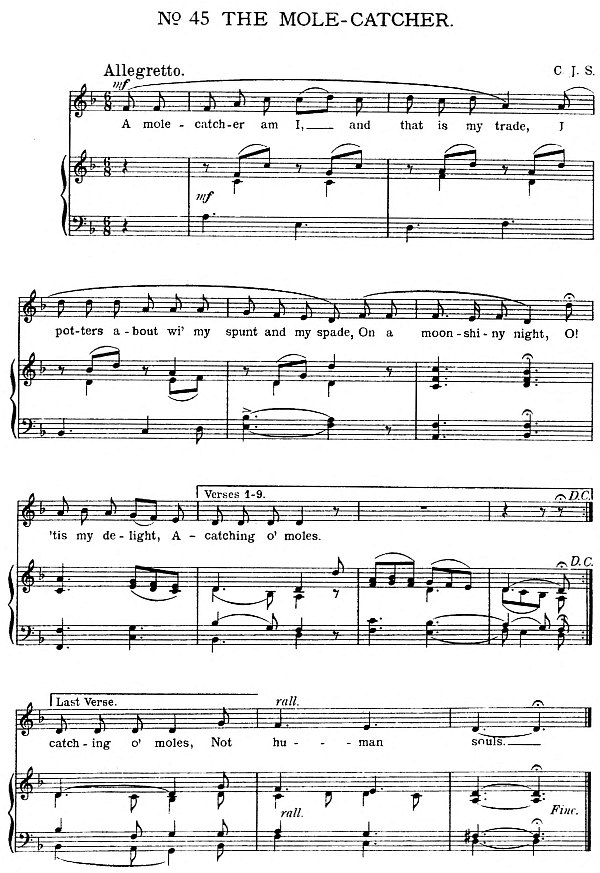 No 45 THE MOLE-CATCHER.
Allegretto.
C. J. S.
mf
6/8
A mole - catch-er am I, and that is my trade, I
mf
pot-ters a-bout wi' my spunt and my spade, On a moon-shi-ny night, O!
Verses 1-9.
D.C.
'tis my de-light, A - catching o' moles.
D.C.
Last Verse.
rall.
catch-ing o' moles, Not hu - - - man souls.
rall.
Fine.